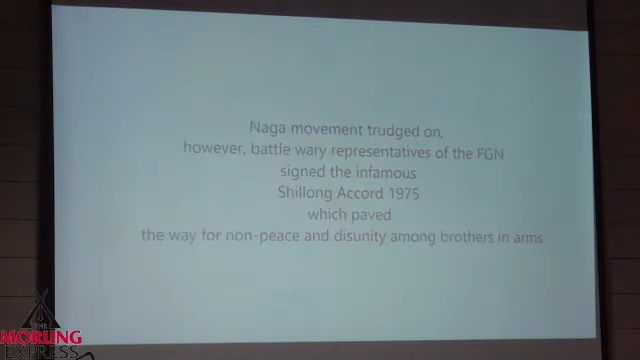 Naga movement trudged on,
however, battle wary representatives of the FGN
signed the infamous
Shillong Accord 1975
which paved
the way for non-peace and disunity among brothers in arms
THE
MORUNG
EXPRESS